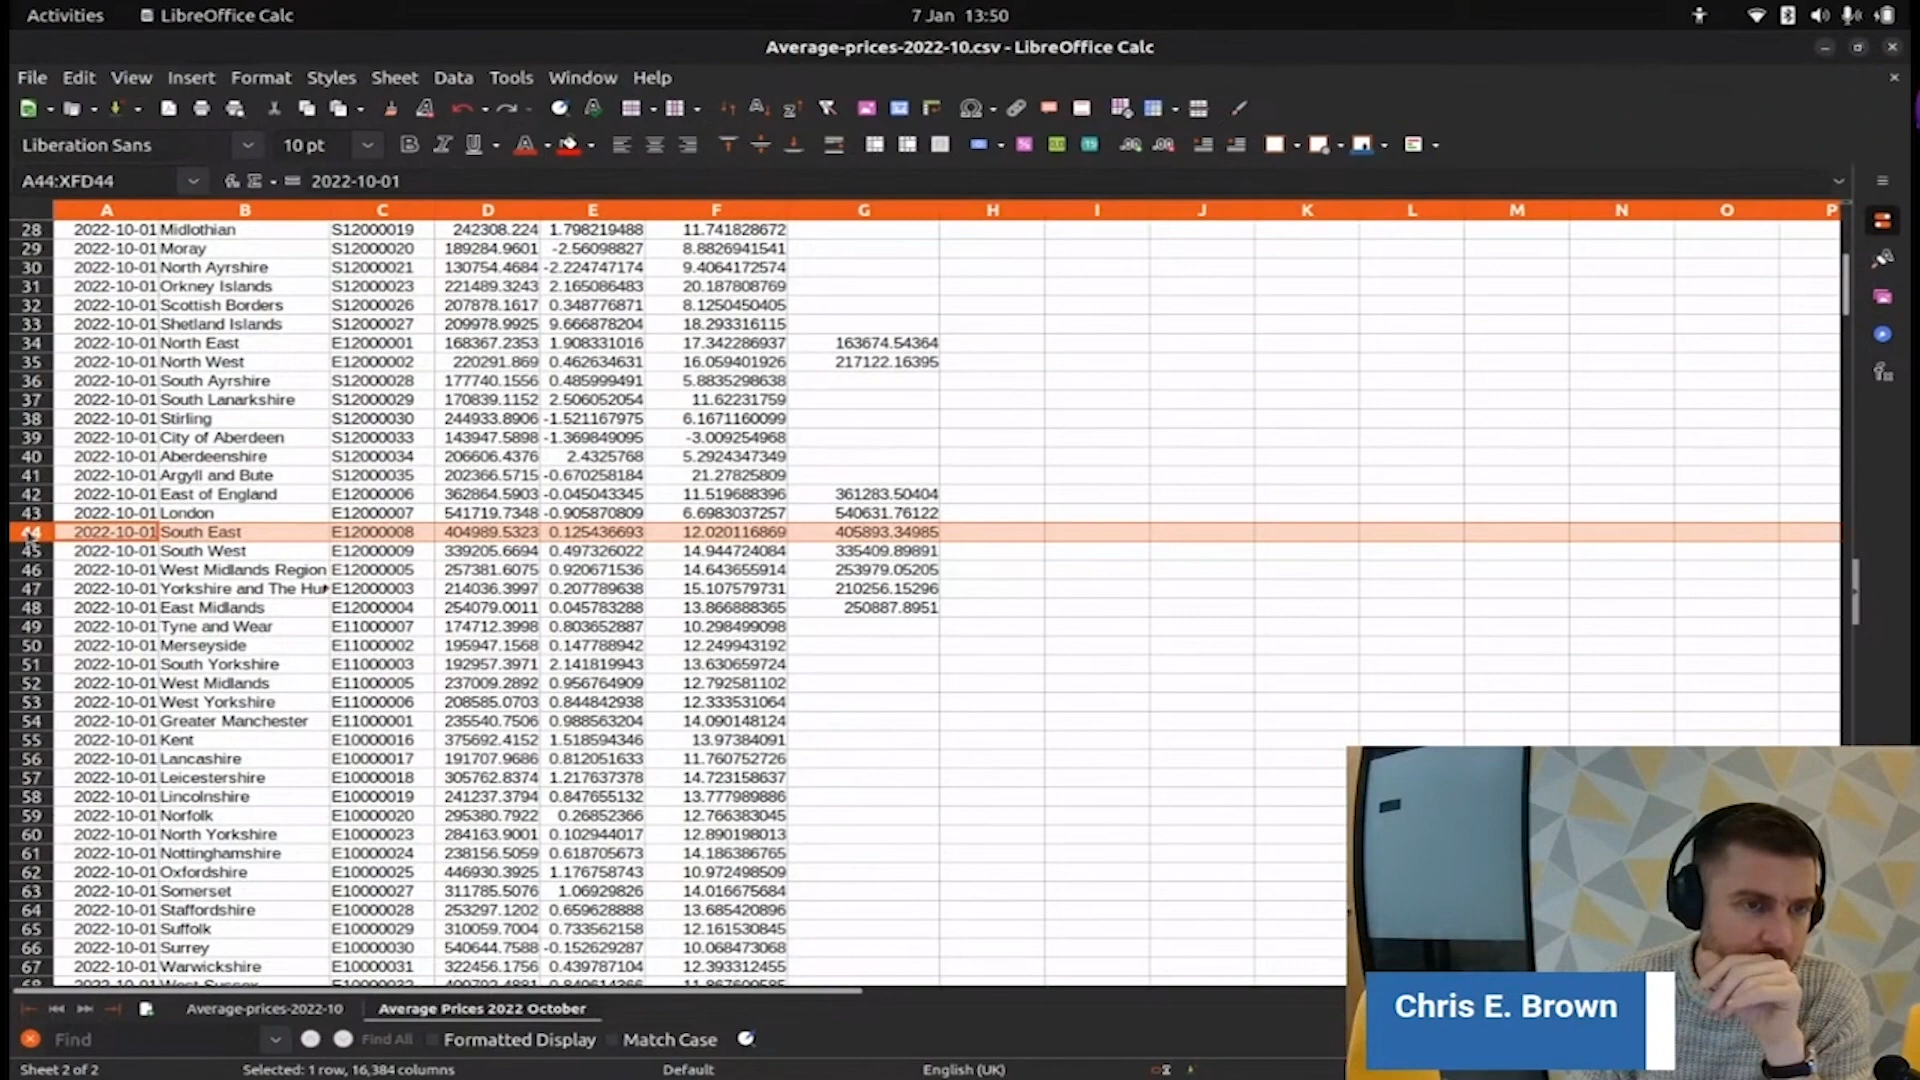 Activities LibreOffice Calc 7 Jan 13:50
Average-prices-2022-10.csv - LibreOffice Calc
File Edit View Insert Format Styles Sheet Data Tools Window Help
Liberation Sans 10 pt
A44:XFD44 2022-10-01
A B C D E F G H I J K L M N O P
28 2022-10-01 Midlothian S12000019 242308.224 1.798219488 11.741828672
29 2022-10-01 Moray S12000020 189284.9601 -2.56098827 8.8826941541
30 2022-10-01 North Ayrshire S12000021 130754.4684 -2.224747174 9.4064172574
31 2022-10-01 Orkney Islands S12000023 221489.3243 2.165086483 20.187808769
32 2022-10-01 Scottish Borders S12000026 207878.1617 0.348776871 8.1250450405
33 2022-10-01 Shetland Islands S12000027 209978.9925 9.666878204 18.293316115
34 2022-10-01 North East E12000001 168367.2353 1.908331016 17.342286937 163674.54364
35 2022-10-01 North West E12000002 220291.869 0.462634631 16.059401926 217122.16395
36 2022-10-01 South Ayrshire S12000028 177740.1556 0.485999491 5.8835298638
37 2022-10-01 South Lanarkshire S12000029 170839.1152 2.506052054 11.62231759
38 2022-10-01 Stirling S12000030 244933.8906 -1.521167975 6.1671160099
39 2022-10-01 City of Aberdeen S12000033 143947.5898 -1.369849095 -3.009254968
40 2022-10-01 Aberdeenshire S12000034 206606.4376 2.4325768 5.2924347349
41 2022-10-01 Argyll and Bute S12000035 202366.5715 -0.670258184 21.27825809
42 2022-10-01 East of England E12000006 362864.5903 -0.045043345 11.519688396 361283.50404
43 2022-10-01 London E12000007 541719.7348 -0.905870809 6.6983037257 540631.76122
44 2022-10-01 South East E12000008 404989.5323 0.125436693 12.020116869 405893.34985
45 2022-10-01 South West E12000009 339205.6694 0.497326022 14.944724084 335409.89891
46 2022-10-01 West Midlands Region E12000005 257381.6075 0.920671536 14.643655914 253979.05205
47 2022-10-01 Yorkshire and The Hu E12000003 214036.3997 0.207789638 15.107579731 210256.15296
48 2022-10-01 East Midlands E12000004 254079.0011 0.045783288 13.866888365 250887.8951
49 2022-10-01 Tyne and Wear E11000007 174712.3998 0.803652887 10.298499098
50 2022-10-01 Merseyside E11000002 195947.1568 0.147788942 12.249943192
51 2022-10-01 South Yorkshire E11000003 192957.3971 2.141819943 13.630659724
52 2022-10-01 West Midlands E11000005 237009.2892 0.956764909 12.792581102
53 2022-10-01 West Yorkshire E11000006 208585.0703 0.844842938 12.333531064
54 2022-10-01 Greater Manchester E11000001 235540.7506 0.988563204 14.090148124
55 2022-10-01 Kent E10000016 375692.4152 1.518594346 13.97384091
56 2022-10-01 Lancashire E10000017 191707.9686 0.812051633 11.760752726
57 2022-10-01 Leicestershire E10000018 305762.8374 1.217637378 14.723158637
58 2022-10-01 Lincolnshire E10000019 241237.3794 0.847655132 13.777989886
59 2022-10-01 Norfolk E10000020 295380.7922 0.26852366 12.766383045
60 2022-10-01 North Yorkshire E10000023 284163.9001 0.102944017 12.890198013
61 2022-10-01 Nottinghamshire E10000024 238156.5059 0.618705673 14.186386765
62 2022-10-01 Oxfordshire E10000025 446930.3925 1.176758743 10.972498509
63 2022-10-01 Somerset E10000027 311785.5076 1.06929826 14.016675684
64 2022-10-01 Staffordshire E10000028 253297.1202 0.659628888 13.685420896
65 2022-10-01 Suffolk E10000029 310059.7004 0.733562158 12.161530845
66 2022-10-01 Surrey E10000030 540644.7588 -0.152629287 10.068473068
67 2022-10-01 Warwickshire E10000031 322456.1756 0.439787104 12.393312455
Average-prices-2022-10 Average Prices 2022 October
Find Find All Formatted Display Match Case
Sheet 2 of 2 Selected: 1 row, 16,384 columns Default English (UK)
Chris E. Brown